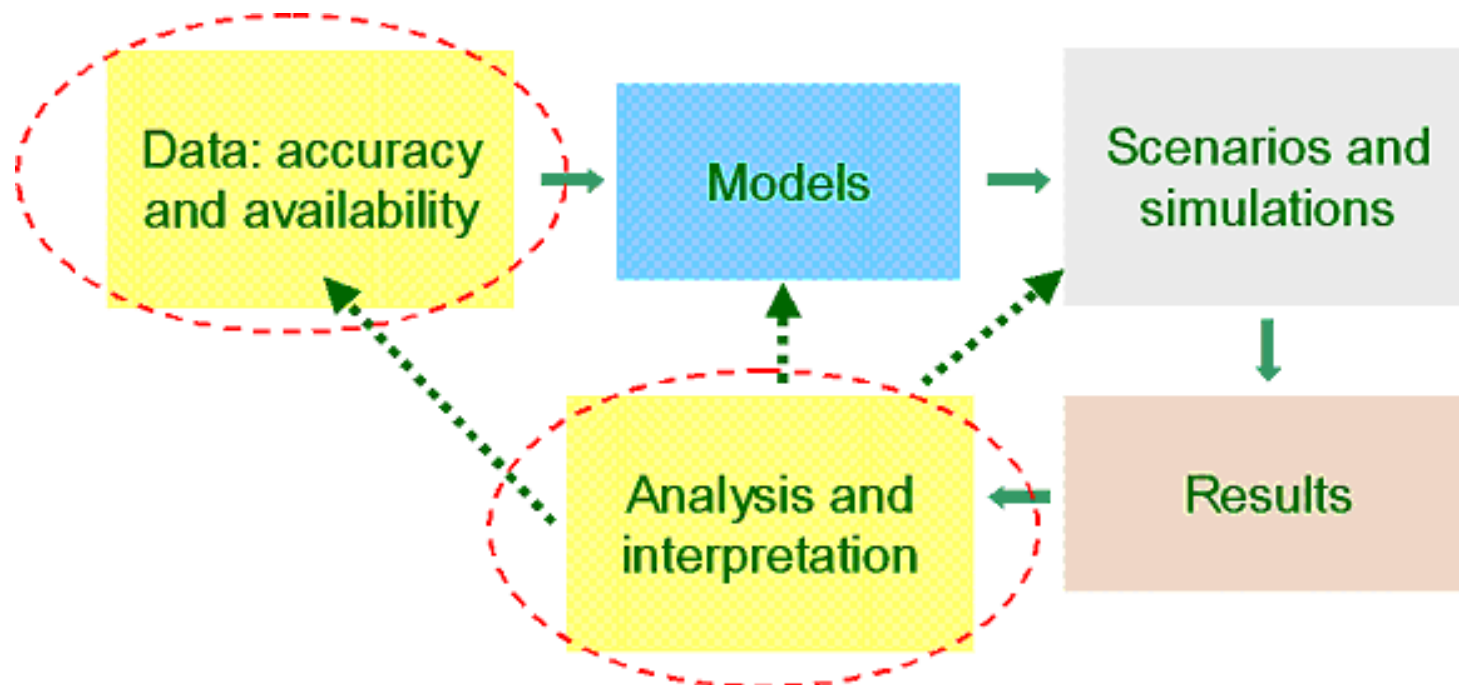 Data: accuracy
and availability
Models
Scenarios and
simulations
Analysis and
interpretation
Results